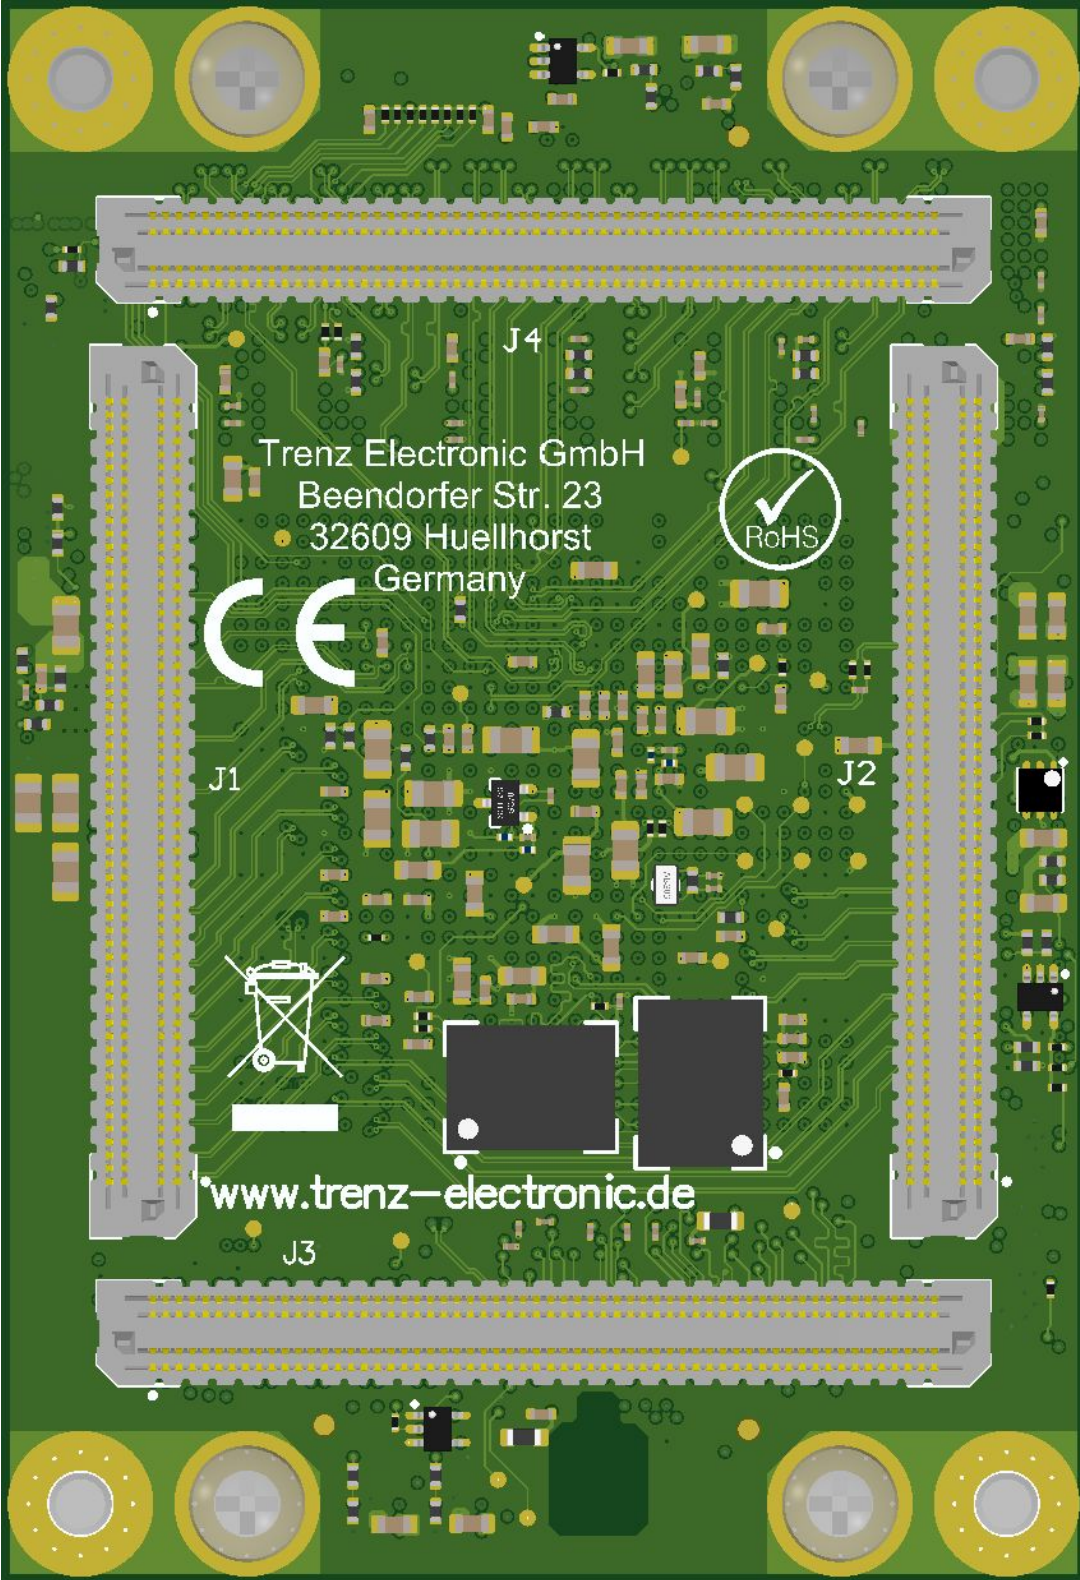 J4
Trenz Electronic GmbH
Beendorfer Str. 23
32609 Huellhorst
Germany
RoHS
CE
J1
J2
www.trenz-electronic.de
J3